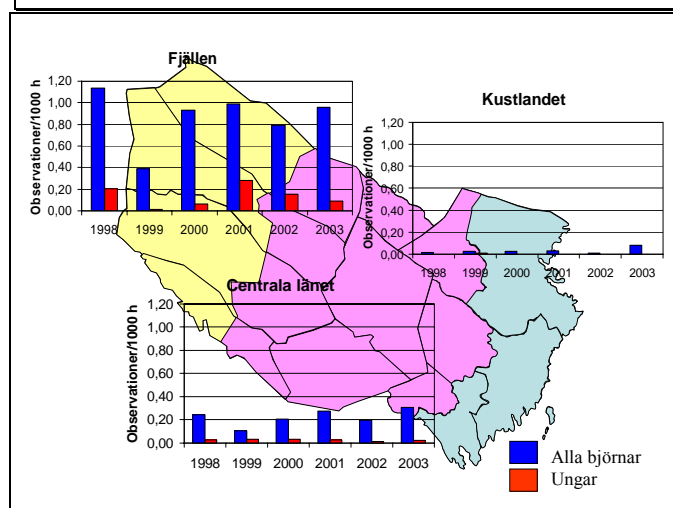 Fjällen
Observationer/1000 h
1,20
1,00
0,80
0,60
0,40
0,20
0,00
1998 1999 2000 2001 2002 2003
Kustlandet
Observationer/1000 h
1,20
1,00
0,80
0,60
0,40
0,20
0,00
1998 1999 2000 2001 2002 2003
Centrala länet
Observationer/1000 h
1,20
1,00
0,80
0,60
0,40
0,20
0,00
1998 1999 2000 2001 2002 2003
Alla björnar
Ungar